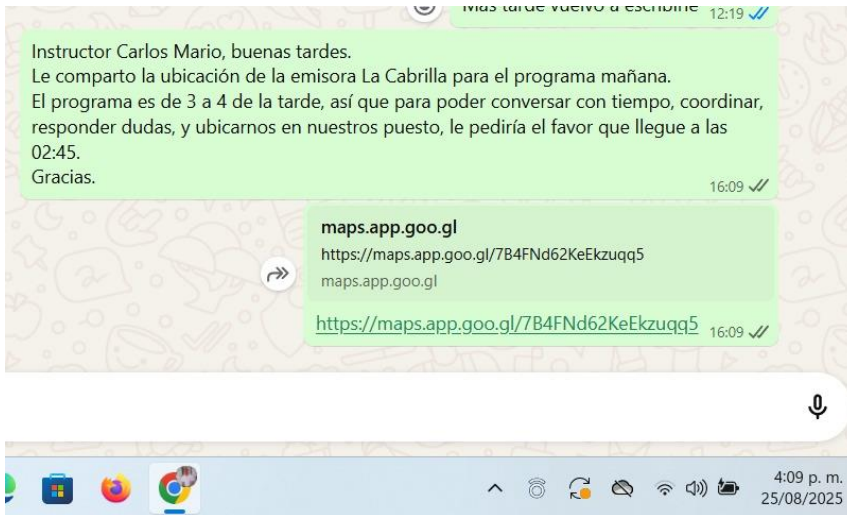 Más tarde vuelvo a escribirle
12:19
Instructor Carlos Mario, buenas tardes.
Le comparto la ubicación de la emisora La Cabrilla para el programa mañana.
El programa es de 3 a 4 de la tarde, así que para poder conversar con tiempo, coordinar,
responder dudas, y ubicarnos en nuestros puesto, le pediría el favor que llegue a las
02:45.
Gracias.
16:09
maps.app.goo.gl
https://maps.app.goo.gl/7B4FNd62KeEkzuqq5
maps.app.goo.gl
https://maps.app.goo.gl/7B4FNd62KeEkzuqq5 16:09
4:09 p. m.
25/08/2025